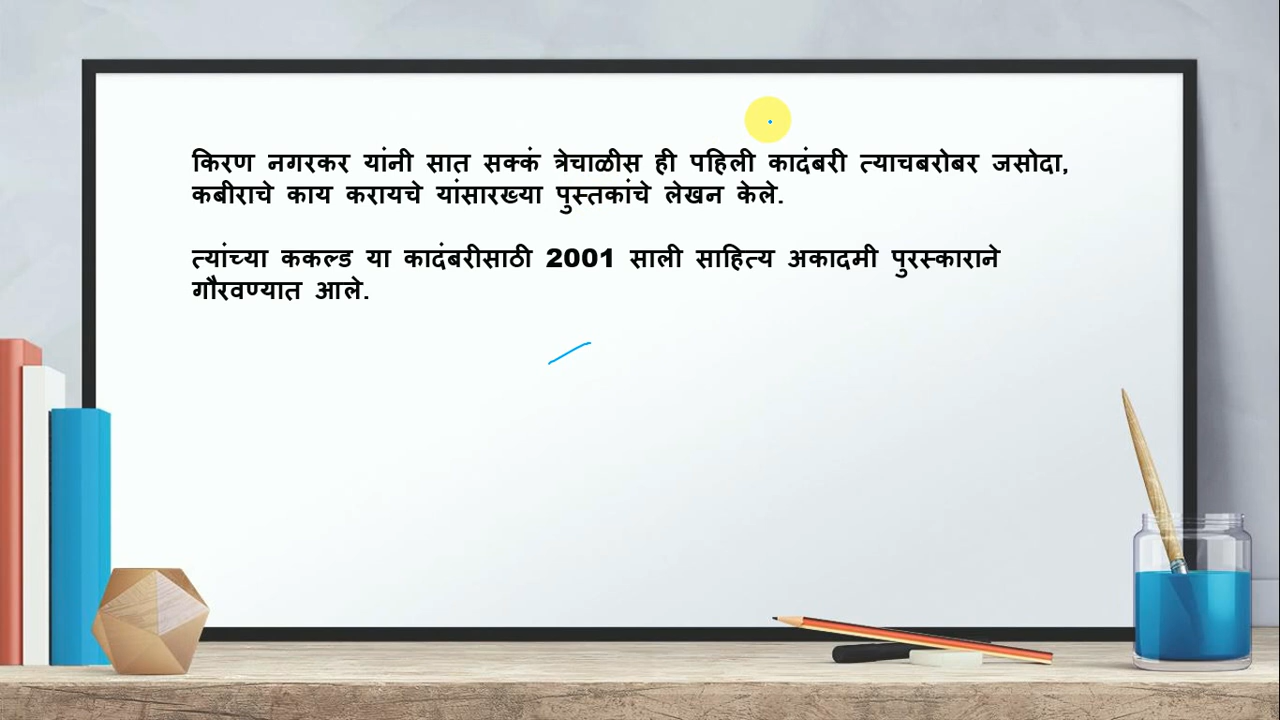 किरण नगरकर यांनी सात सक्कं त्रेचाळीस ही पहिली कादंबरी त्याचबरोबर जसोदा,
कबीराचे काय करायचे यांसारख्या पुस्तकांचे लेखन केले.
त्यांच्या ककल्ड या कादंबरीसाठी 2001 साली साहित्य अकादमी पुरस्काराने
गौरवण्यात आले.